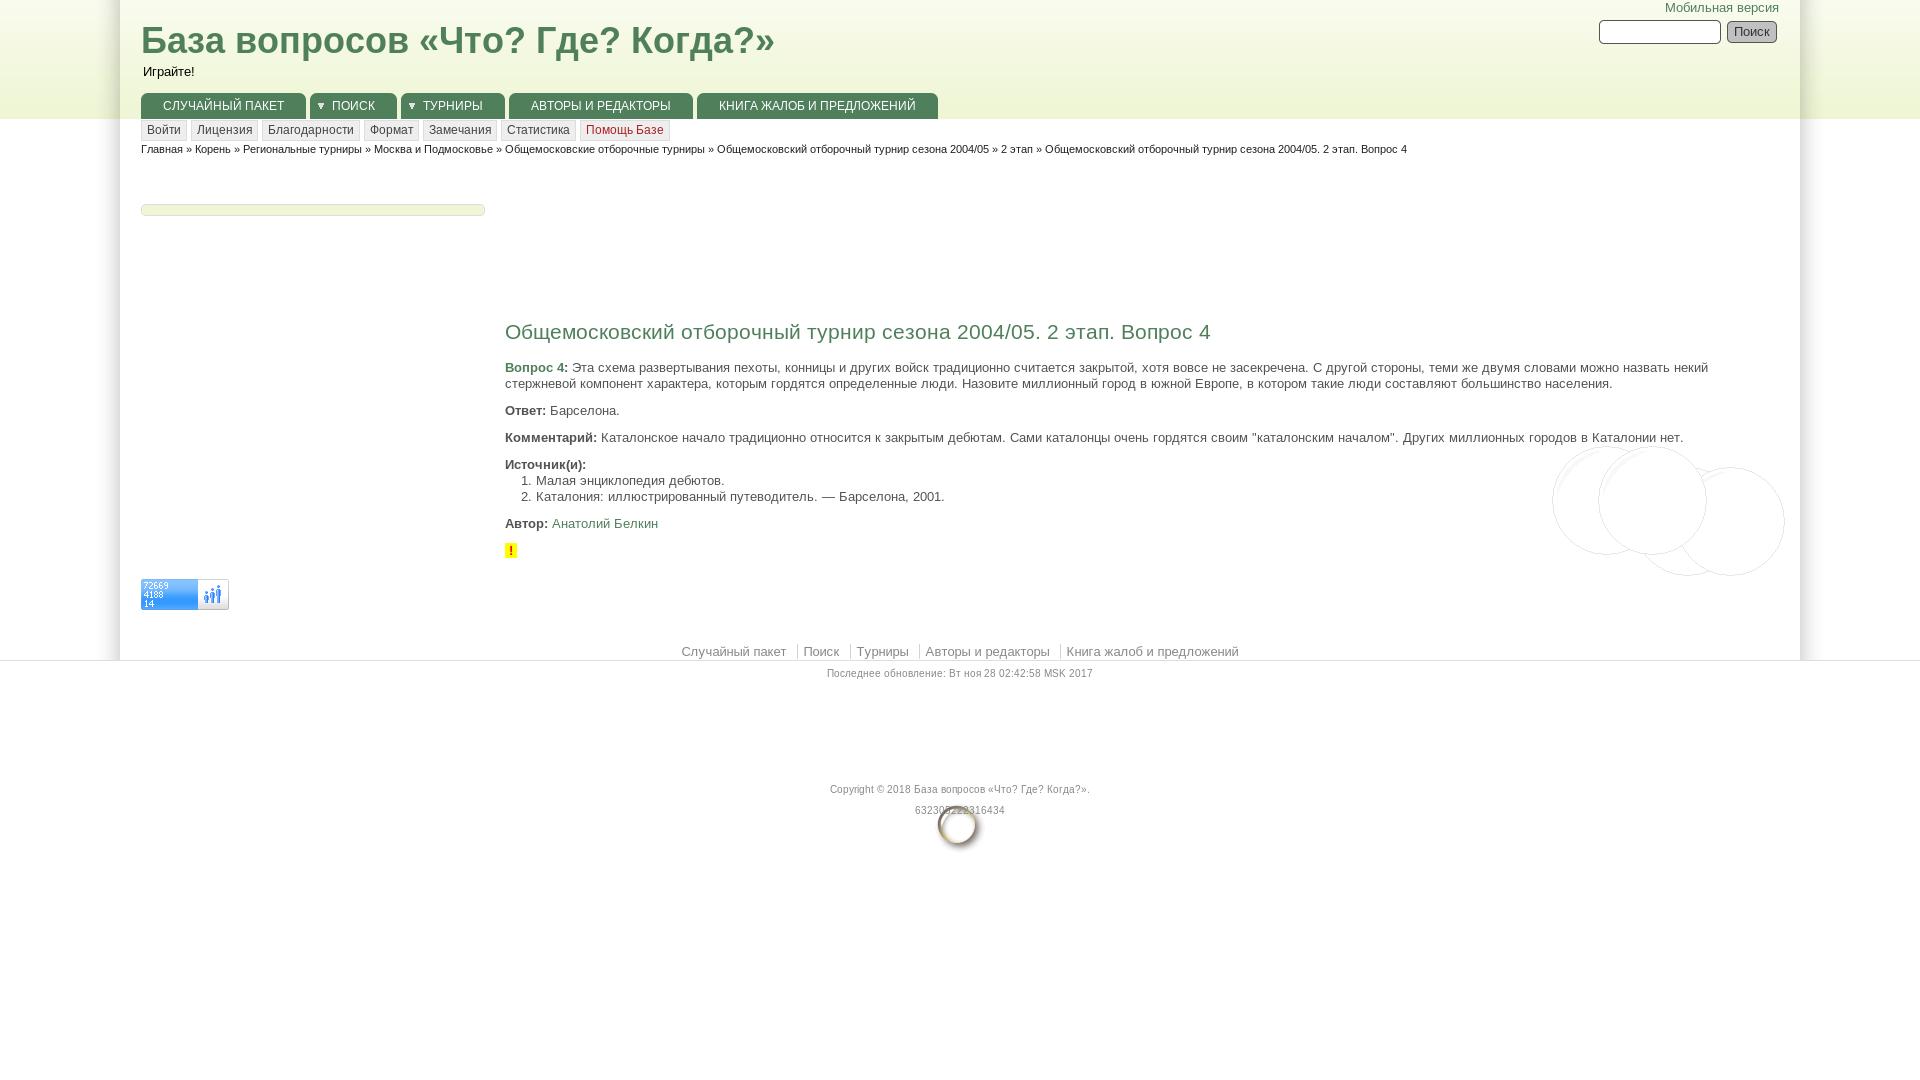 Мобильная версия
База вопросов «Что? Где? Когда?»
Поиск
Играйте!
СЛУЧАЙНЫЙ ПАКЕТ ПОИСК ТУРНИРЫ АВТОРЫ И РЕДАКТОРЫ КНИГА ЖАЛОБ И ПРЕДЛОЖЕНИЙ
Войти Лицензия Благодарности Формат Замечания Статистика Помощь Базе
Главная » Корень » Региональные турниры » Москва и Подмосковье » Общемосковские отборочные турниры » Общемосковский отборочный турнир сезона 2004/05 » 2 этап » Общемосковский отборочный турнир сезона 2004/05. 2 этап. Вопрос 4
Общемосковский отборочный турнир сезона 2004/05. 2 этап. Вопрос 4
Вопрос 4: Эта схема развертывания пехоты, конницы и других войск традиционно считается закрытой, хотя вовсе не засекречена. С другой стороны, теми же двумя словами можно назвать некий
стержневой компонент характера, которым гордятся определенные люди. Назовите миллионный город в южной Европе, в котором такие люди составляют большинство населения.
Ответ: Барселона.
Комментарий: Каталонское начало традиционно относится к закрытым дебютам. Сами каталонцы очень гордятся своим "каталонским началом". Других миллионных городов в Каталонии нет.
Источник(и):
1. Малая энциклопедия дебютов.
2. Каталония: иллюстрированный путеводитель. — Барселона, 2001.
Автор: Анатолий Белкин
!
72669
4188
14
Случайный пакет Поиск Турниры Авторы и редакторы Книга жалоб и предложений
Последнее обновление: Вт ноя 28 02:42:58 MSK 2017
Copyright © 2018 База вопросов «Что? Где? Когда?».